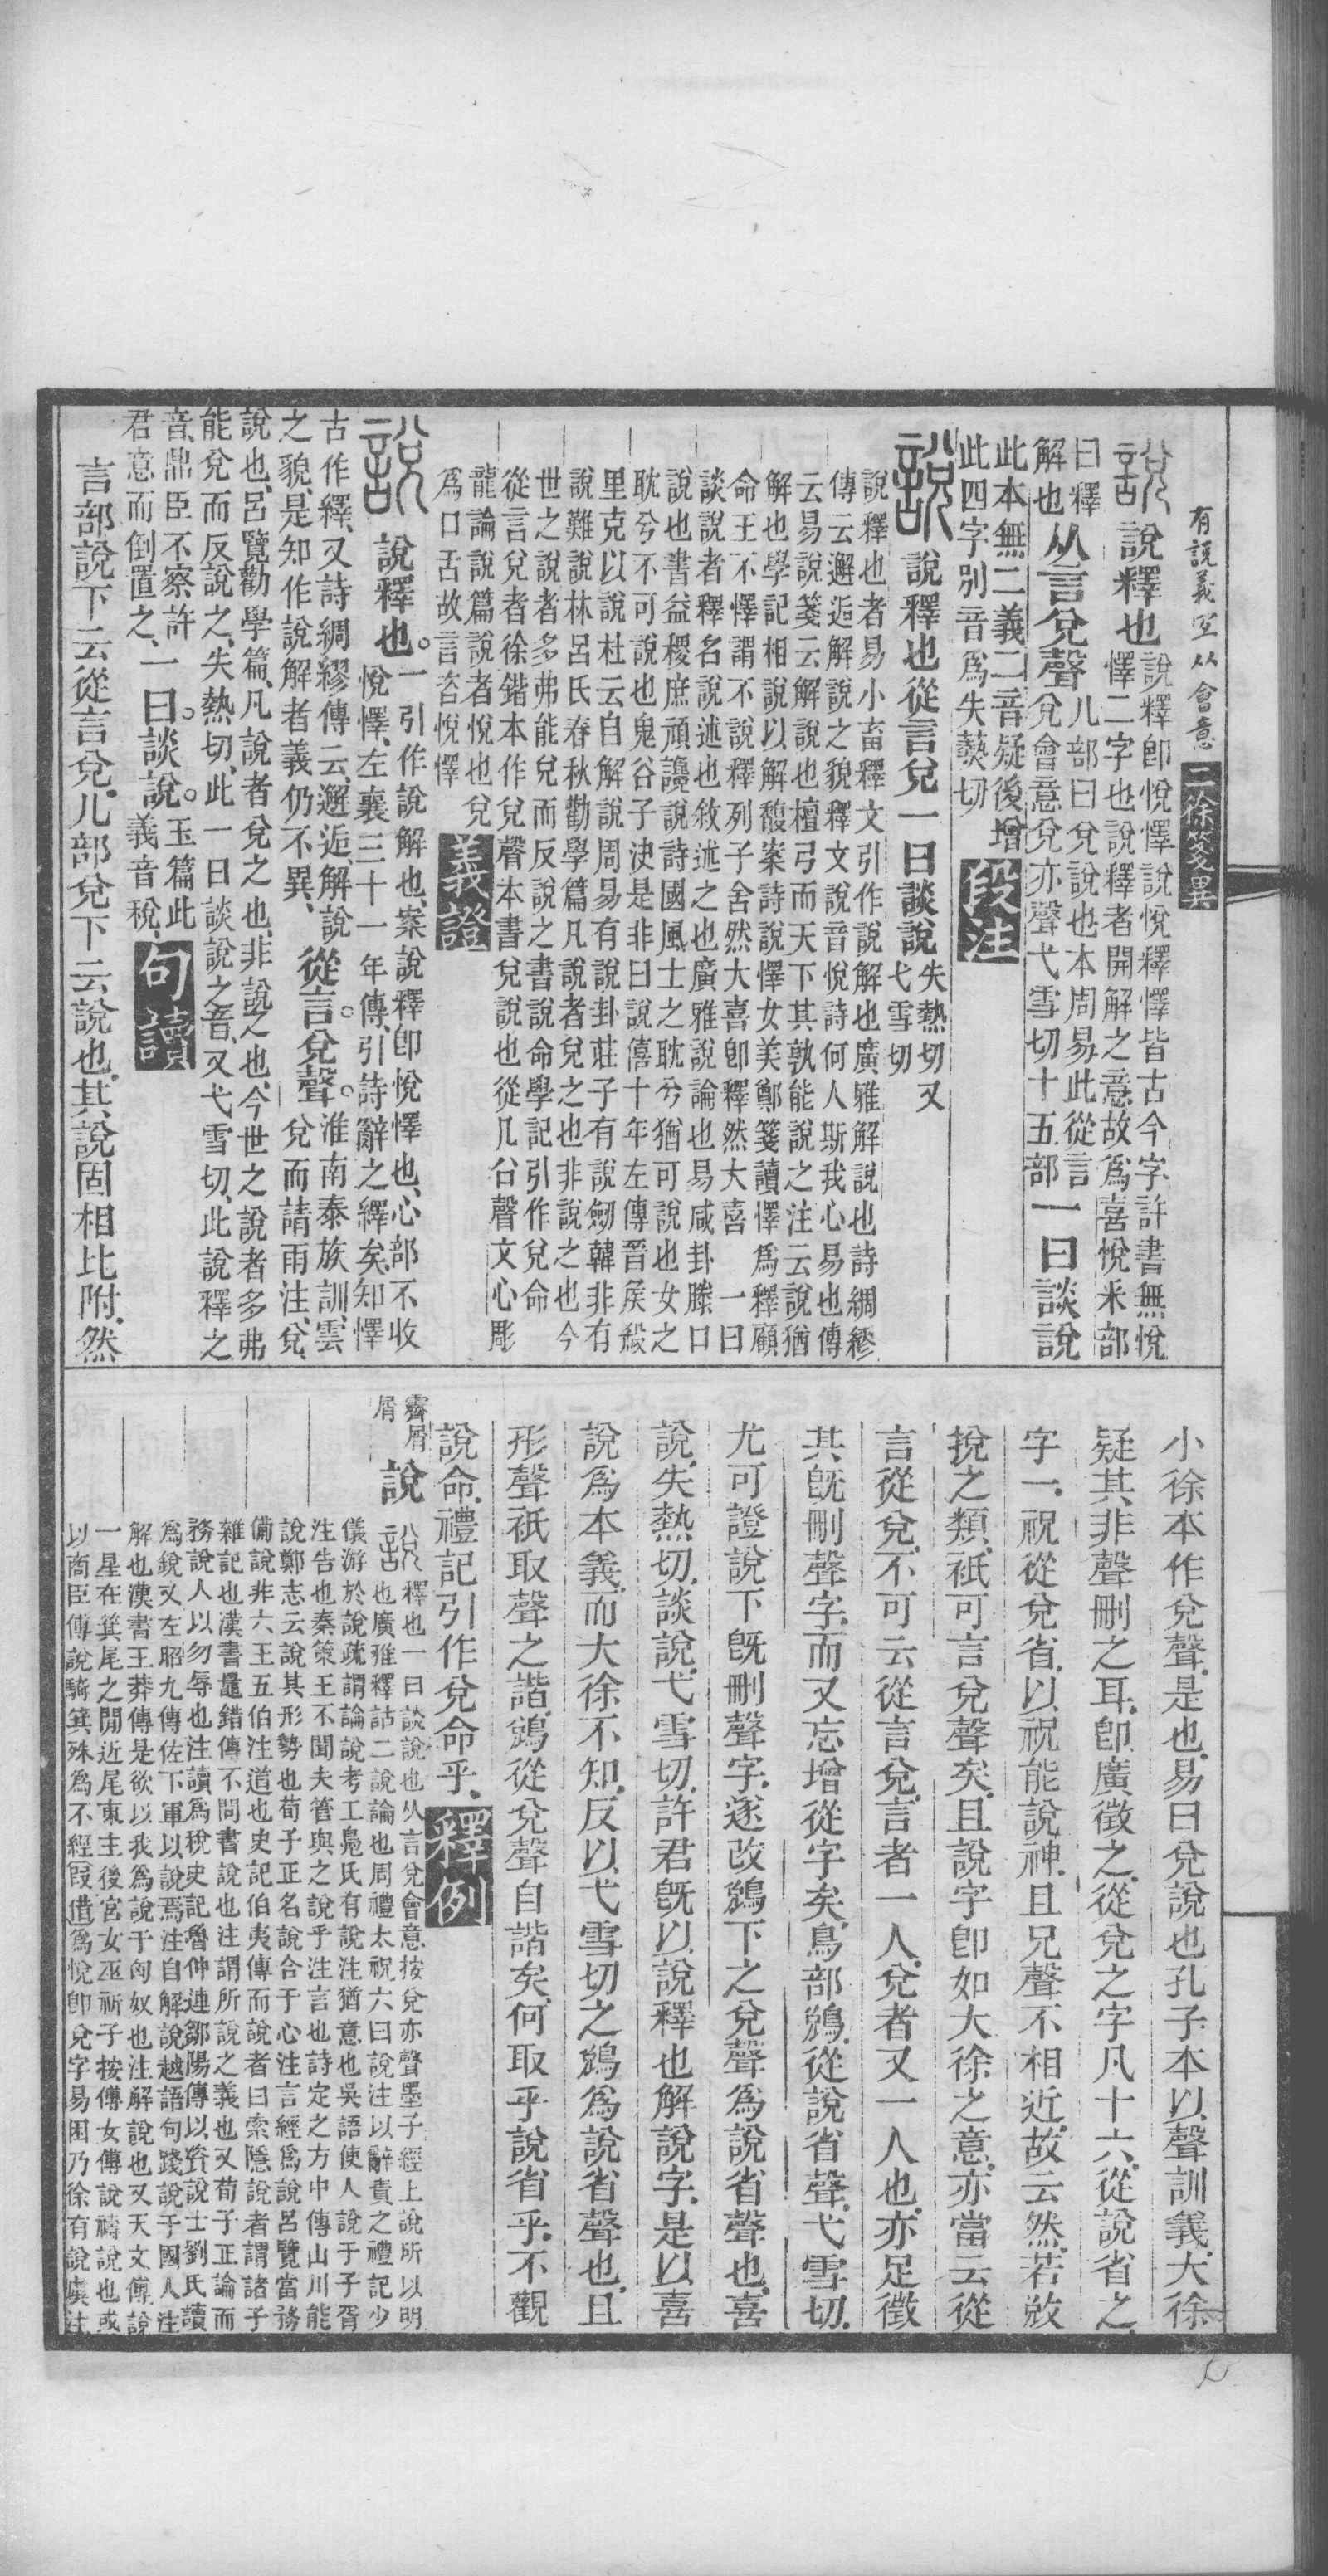 有說義空从會意 二徐箋異
說 說釋也說釋卽悅懌說悅釋懌皆古今字許書無悅
懌二字也說釋者開解之意故爲喜悅采部
曰釋
解也从言兌聲儿部曰兌說也本周易此從言
兌會意兌亦聲弋雪切十五部一曰談說
此本無二義二音疑後增
此四字別音爲失爇切 段注
說 說釋也從言兌一曰談說失熱切又
弋雪切
說釋也者易小畜釋文引作說解也廣雅解說也詩綢繆
傳云邂逅解說之貌釋文說音悅詩何人斯我心易也傳
云易說箋云解說也檀弓而天下其孰能說之注云說猶
解也學記相說以解馥案詩說懌女美鄭箋讀懌爲釋顧
命王不懌謂不說釋列子舍然大喜卽釋然大喜 一曰
談說者釋名說述也敘述之也廣雅說論也易咸卦滕口
說也書益稷庶頑讒說詩國風士之耽兮猶可說也女之
耽兮不可說也鬼谷子決是非曰說僖十年左傳晉侯殺
里克以說杜云自解說周易有說卦莊子有說劒韓非有
說難說林呂氏春秋勸學篇凡說者兌之也非說之也今
世之說者多弗能兌而反說之書說命學記引作兌命
從言兌者徐鍇本作兌聲本書兌說也從儿㕣聲文心彫
龍論說篇說者悅也兌
爲口舌故言咨悅懌 義證
說 說釋也。一引作說解也、案說釋卽悅懌也、心部不收
悅懌、左襄三十一年傳、引詩辭之繹矣、知懌
古作繹、又詩綢繆傳云、邂逅、解說
之貌、是知作說解者義仍不異、從言。兌聲。淮南泰族訓、雲
兌而請雨注、兌、
說也、呂覽勸學篇、凡說者兌之也、非說之也、今世之說者多弗
能兌而反說之、失熱切、此一曰談說之音、又弋雪切、此說釋之
音、鼎臣不察許
君意而倒置之、一曰。談說。玉篇此
義音稅、句讀
言部說下云從言兌、儿部兌下云說也、其說固相比附、然
小徐本作兌聲、是也、易曰兌說也孔子本以聲訓義、大徐
疑其非聲刪之耳、卽廣徵之、從兌之字凡十六、從說省之
字一、祝從兌省、以祝能說神、且兄聲不相近、故云然、若敓
挩之類、祇可言兌聲矣、且說字卽如大徐之意、亦當云從
言從兌、不可云從言兌、言者一人、兌者又一人也、亦足徵
其旣刪聲字、而又忘增從字矣、鳥部鴆、從說省聲、弋雪切、
尤可證說下旣刪聲字、遂改鴆下之兌聲爲說省聲也、喜
說、失熱切、談說、弋雪切、許君旣以說釋也解說字、是以喜
說爲本義、而大徐不知、反以弋雪切之鴆爲說省聲也、且
形聲祇取聲之諧、鴆從兌聲自諧矣、何取乎說省乎、不觀
說命、禮記引作兌命乎、 釋例
霽屑
屑 說 說釋也一曰談說也从言兌會意按兌亦聲墨子經上說所以明
也廣雅釋詁二說論也周禮太祝六曰說注以辭責之禮記少
儀游於說疏謂論說考工鳧氏有說注猶意也吳語使人說于子胥
注告也秦策王不聞夫管與之說乎注言也詩定之方中傳山川能
說鄭志云說其形勢也荀子正名說合于心注言經爲說呂覽當務
備說非六王五伯注道也史記伯夷傳而說者曰索隱說者謂諸子
雜記也漢書鼂錯傳不問書說也注謂所說之義也又荀子正論而
務說人以勿辱也注讀爲稅史記魯仲連鄒陽傳以資說士劉氏讀
爲銳又左昭九傳佐下軍以說焉注自解說越語句踐說于國人注
解也漢書王莽傳是欲以我爲說于匈奴也注解說也又天文傳說
一星在箕尾之閒近尾東主後宮女巫祈子按傅女傅說禱說也或
以商臣傅說騎箕殊爲不經叚借爲悅卽兌字易困乃徐有說虞注